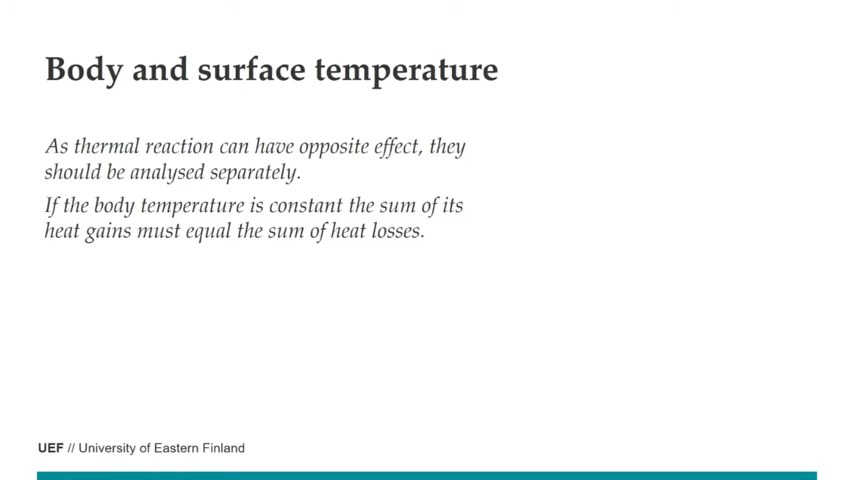 Body and surface temperature
As thermal reaction can have opposite effect, they
should be analysed separately.
If the body temperature is constant the sum of its
heat gains must equal the sum of heat losses.
UEF // University of Eastern Finland